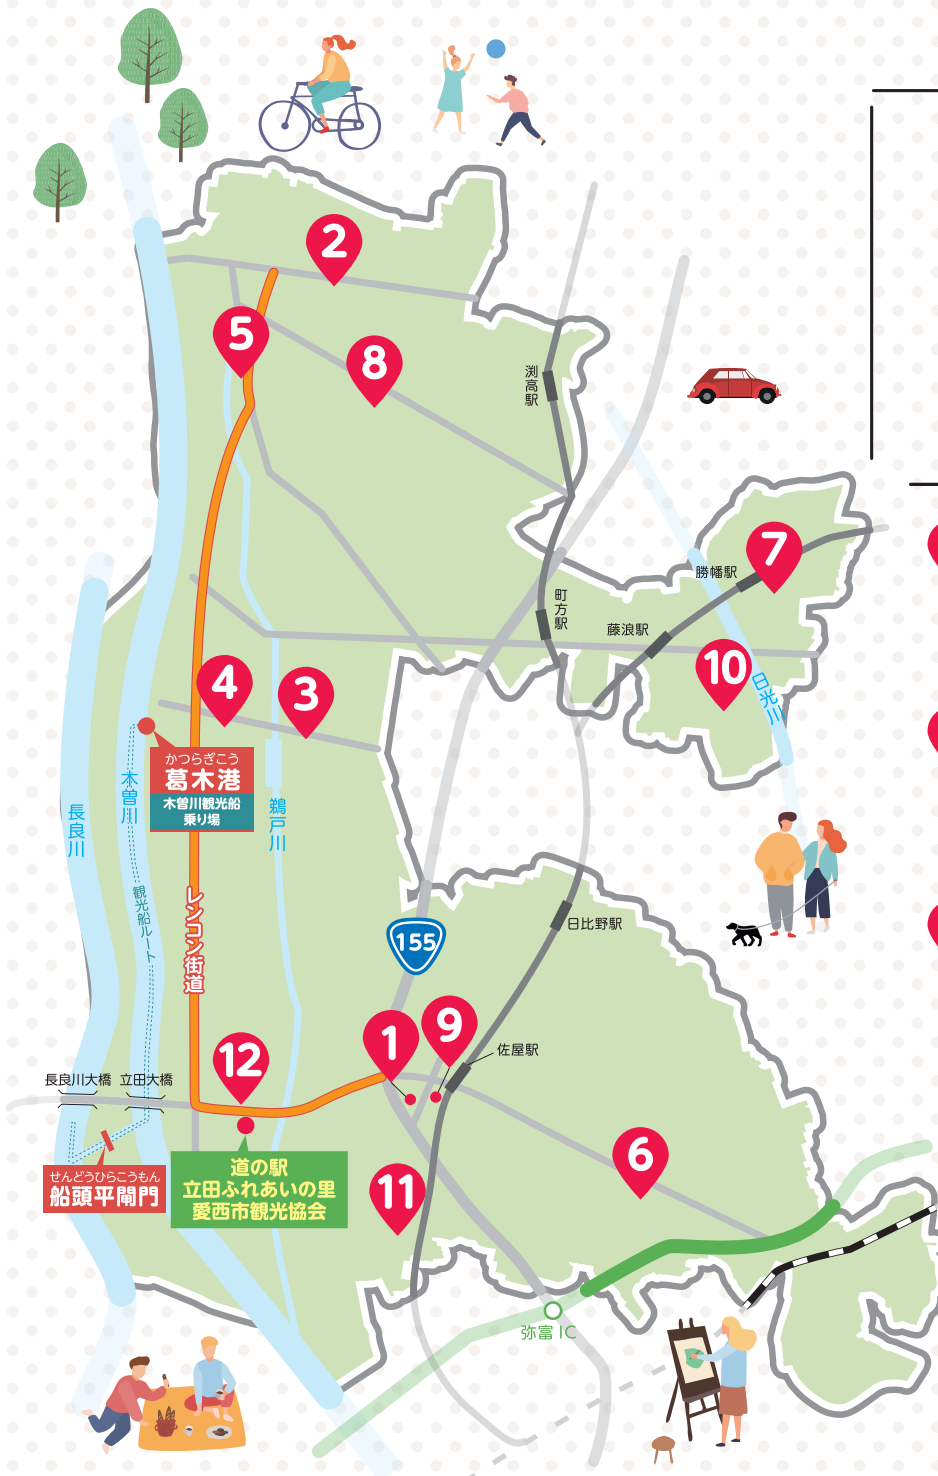 2
5
8
渕高駅
7
勝幡駅
町方駅
藤浪駅
10
日光川
4
3
かつらぎこう
葛木港
木曽川観光船
乗り場
長良川
木曽川
鵜戸川
観光船ルート
レンコン街道
155
日比野駅
1
9
佐屋駅
12
長良川大橋
立田大橋
せんどうひらこうもん
船頭平閘門
道の駅
立田ふれあいの里
愛西市観光協会
11
6
弥富IC